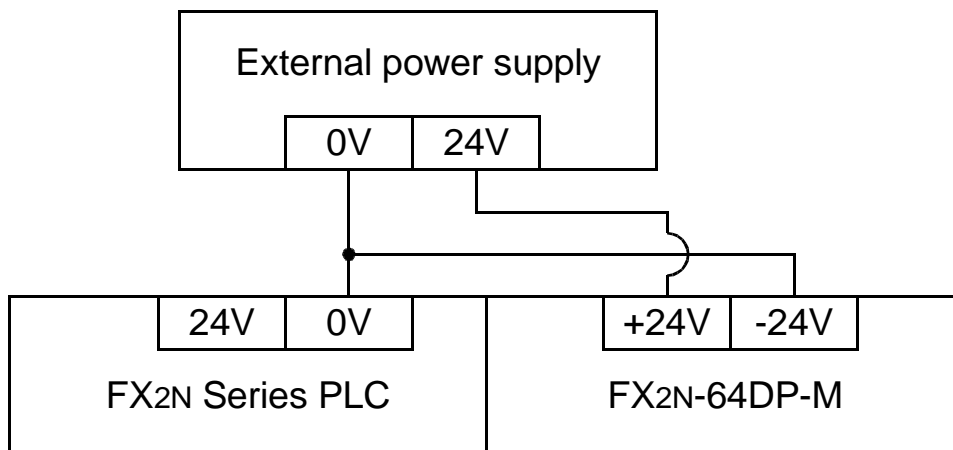 External power supply
0V 24V
24V 0V +24V -24V
FX2N Series PLC FX2N-64DP-M